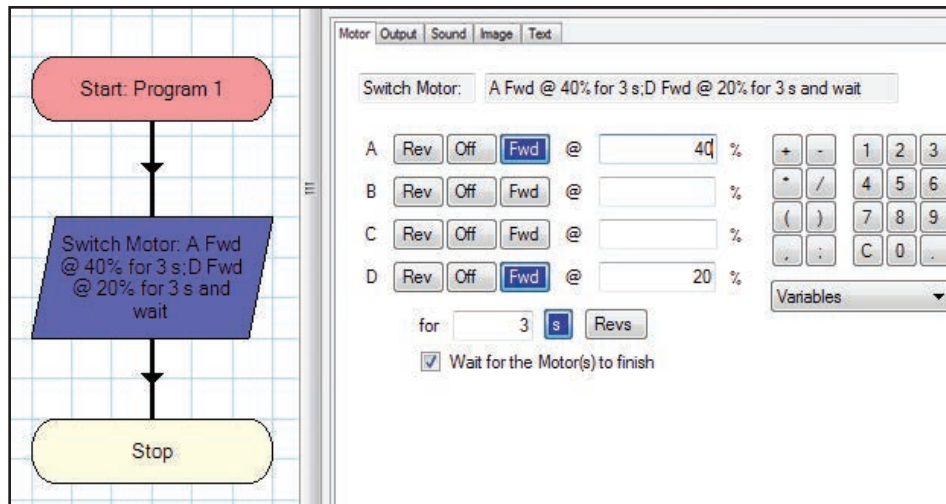 Start: Program 1
Switch Motor: A Fwd
@ 40% for 3 s;D Fwd
@ 20% for 3 s and
wait
Stop
Motor Output Sound Image Text
Switch Motor: A Fwd @ 40% for 3 s;D Fwd @ 20% for 3 s and wait
A Rev Off Fwd @ 40 %
B Rev Off Fwd @ %
C Rev Off Fwd @ %
D Rev Off Fwd @ 20 %
for 3 s Revs
Wait for the Motor(s) to finish
+ - 1 2 3
* / 4 5 6
( ) 7 8 9
, : C 0 .
Variables